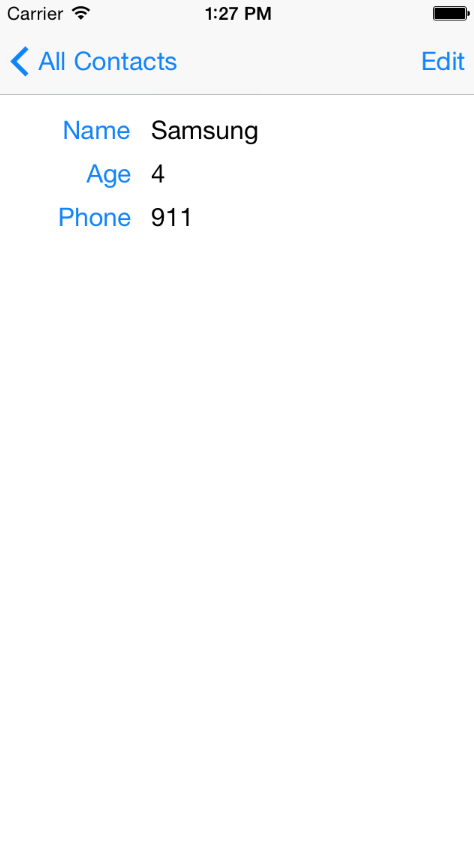 Carrier 1:27 PM
All Contacts Edit
Name Samsung
Age 4
Phone 911